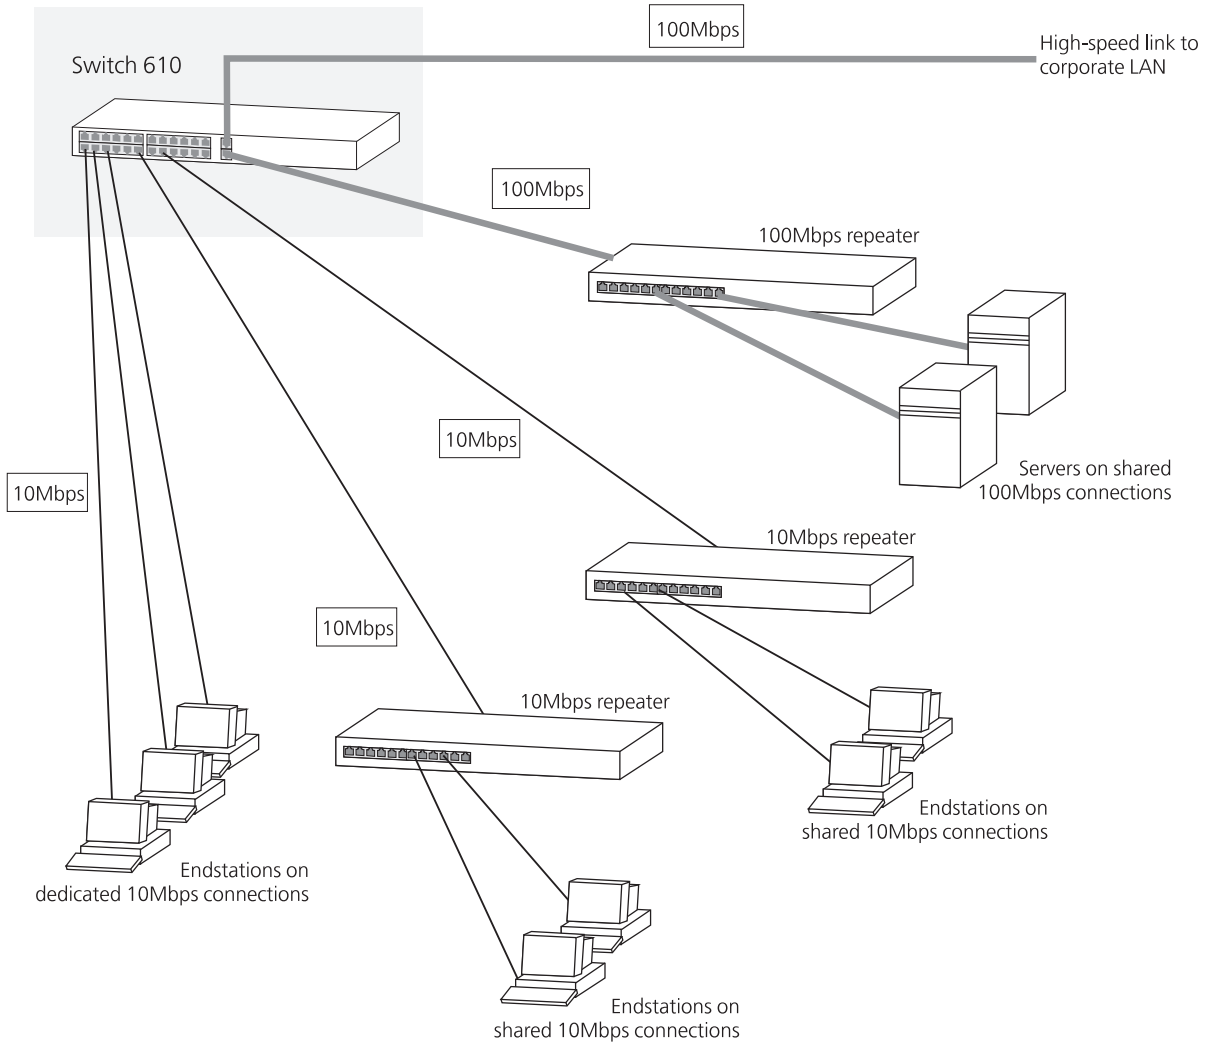 100Mbps
High-speed link to
corporate LAN
Switch 610
100Mbps
100Mbps repeater
10Mbps
Servers on shared
100Mbps connections
10Mbps
10Mbps repeater
10Mbps
10Mbps repeater
Endstations on
shared 10Mbps connections
Endstations on
dedicated 10Mbps connections
Endstations on
shared 10Mbps connections